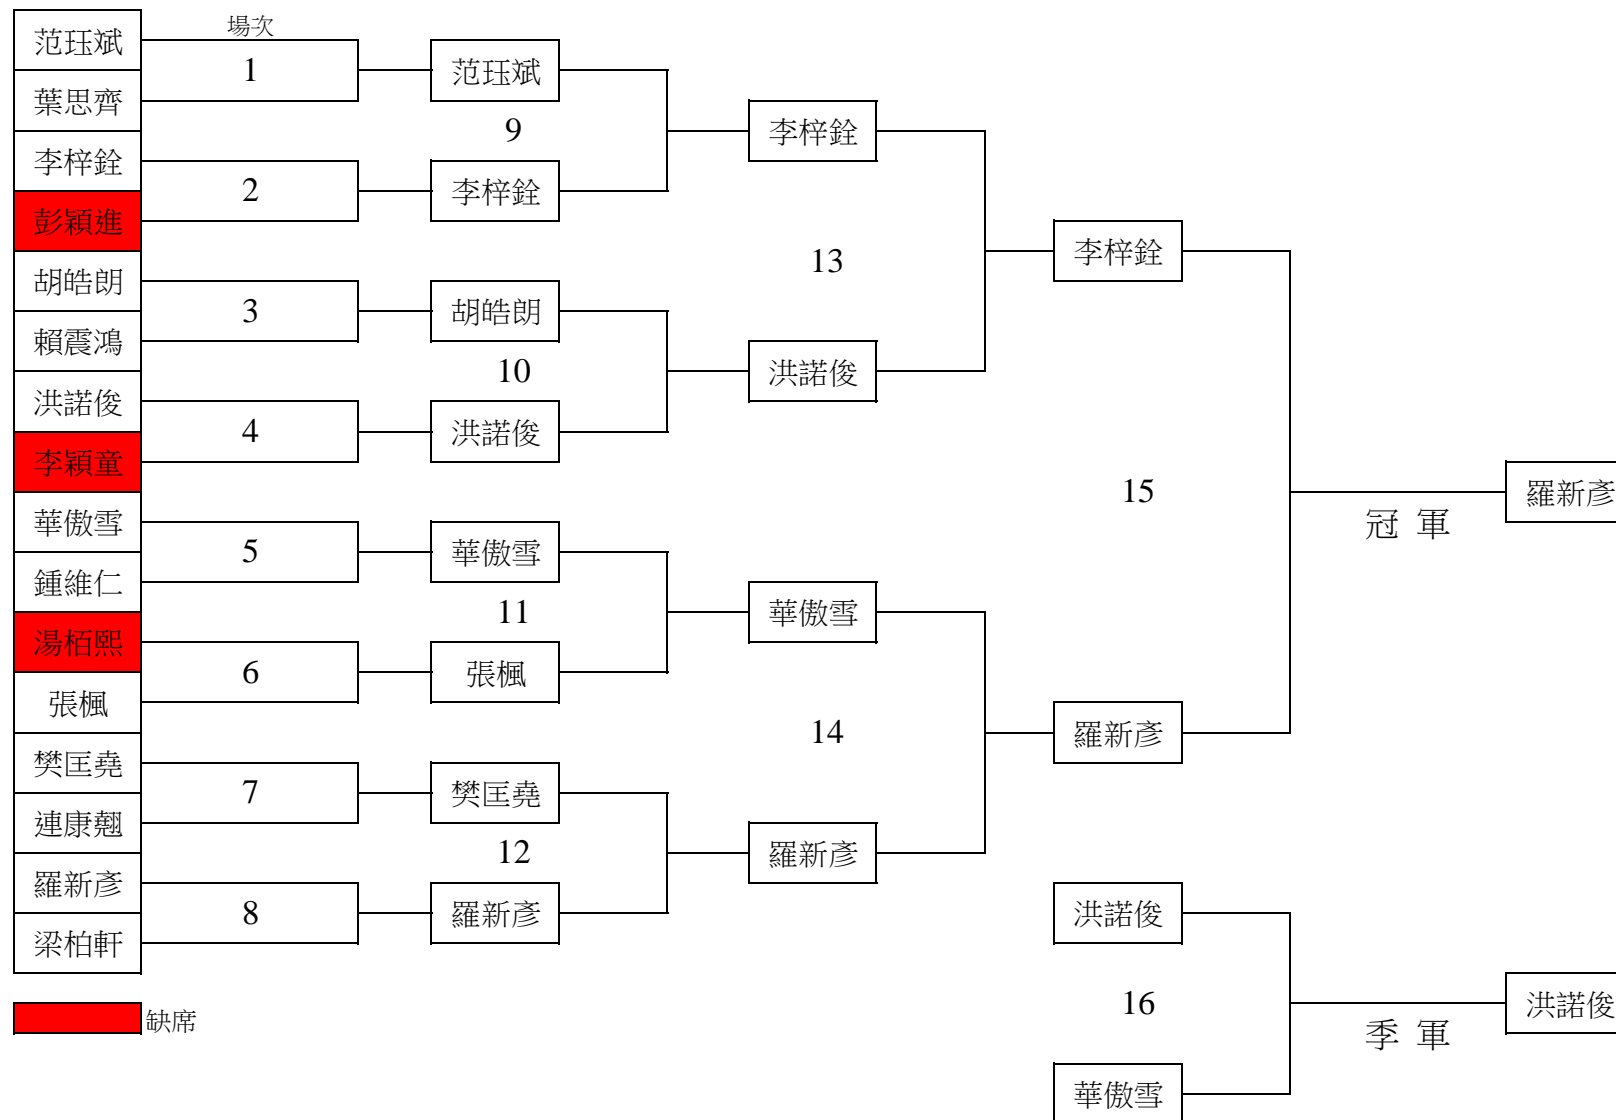 場次
范珏斌
葉思齊
李梓銓
彭穎進
胡皓朗
賴震鴻
洪諾俊
李穎童
華傲雪
鍾維仁
湯栢熙
張楓
樊匡堯
連康翹
羅新彥
梁柏軒
1
2
3
4
5
6
7
8
范珏斌
9
李梓銓
胡皓朗
10
洪諾俊
華傲雪
11
張楓
樊匡堯
12
羅新彥
李梓銓
13
洪諾俊
華傲雪
14
羅新彥
李梓銓
15
羅新彥
冠 軍
羅新彥
洪諾俊
16
華傲雪
季 軍
洪諾俊
缺席